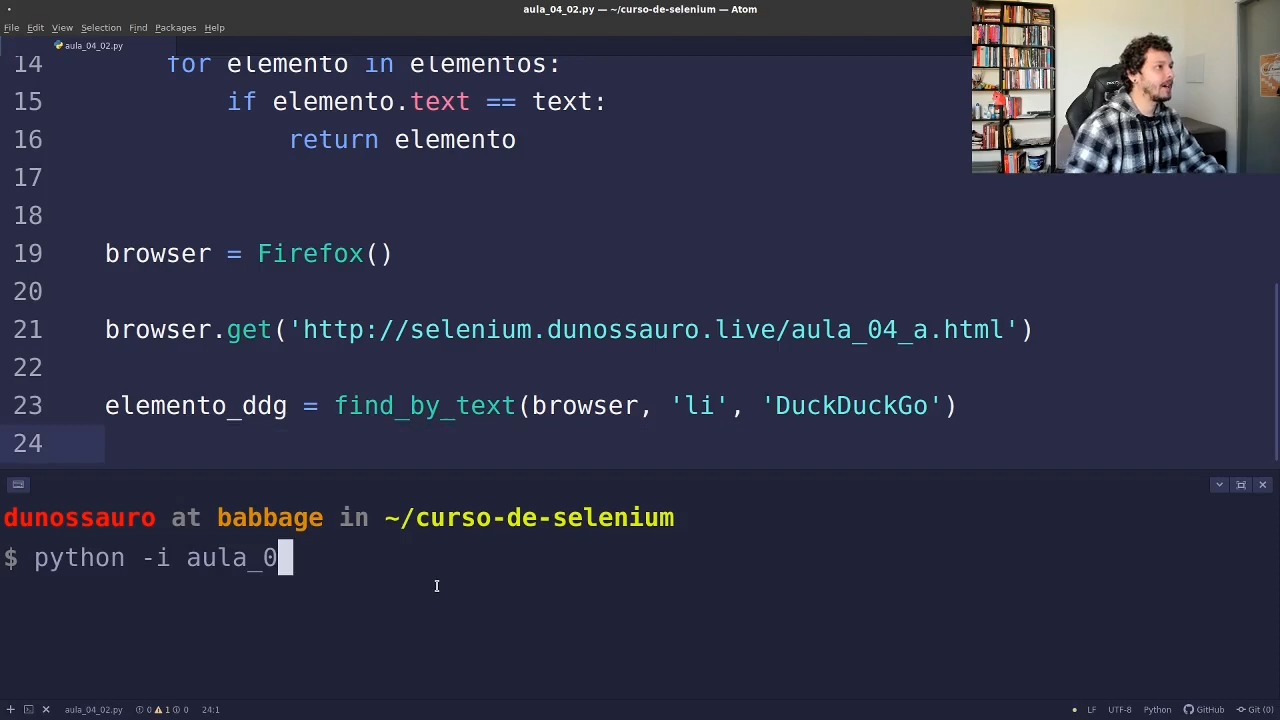 aula_04_02.py — ~/curso-de-selenium — Atom
File Edit View Selection Find Packages Help
aula_04_02.py
14 for elemento in elementos:
15 if elemento.text == text:
16 return elemento
17
18
19 browser = Firefox()
20
21 browser.get('http://selenium.dunossauro.live/aula_04_a.html')
22
23 elemento_ddg = find_by_text(browser, 'li', 'DuckDuckGo')
24
dunossauro at babbage in ~/curso-de-selenium
$ python -i aula_0
aula_04_02.py 0 1 0 24:1 LF UTF-8 Python GitHub Git (0)